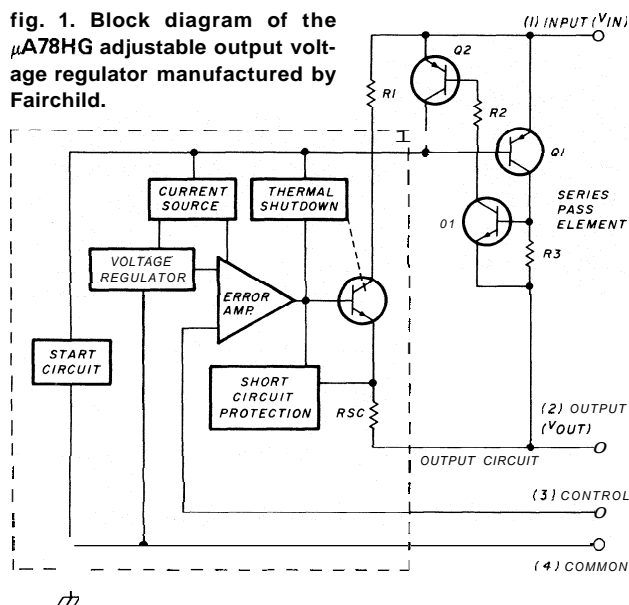 fig. 1. Block diagram of the
μA78HG adjustable output volt-
age regulator manufactured by
Fairchild.
(1) INPUT (VIN)
Q2
R1
R2
Q1
CURRENT
SOURCE
THERMAL
SHUTDOWN
01
SERIES
PASS
ELEMENT
R3
VOLTAGE
REGULATOR
ERROR
AMP.
START
CIRCUIT
SHORT
CIRCUIT
PROTECTION
RSC
(2) OUTPUT
(VOUT)
OUTPUT CIRCUIT
(3) CONTROL
(4) COMMON